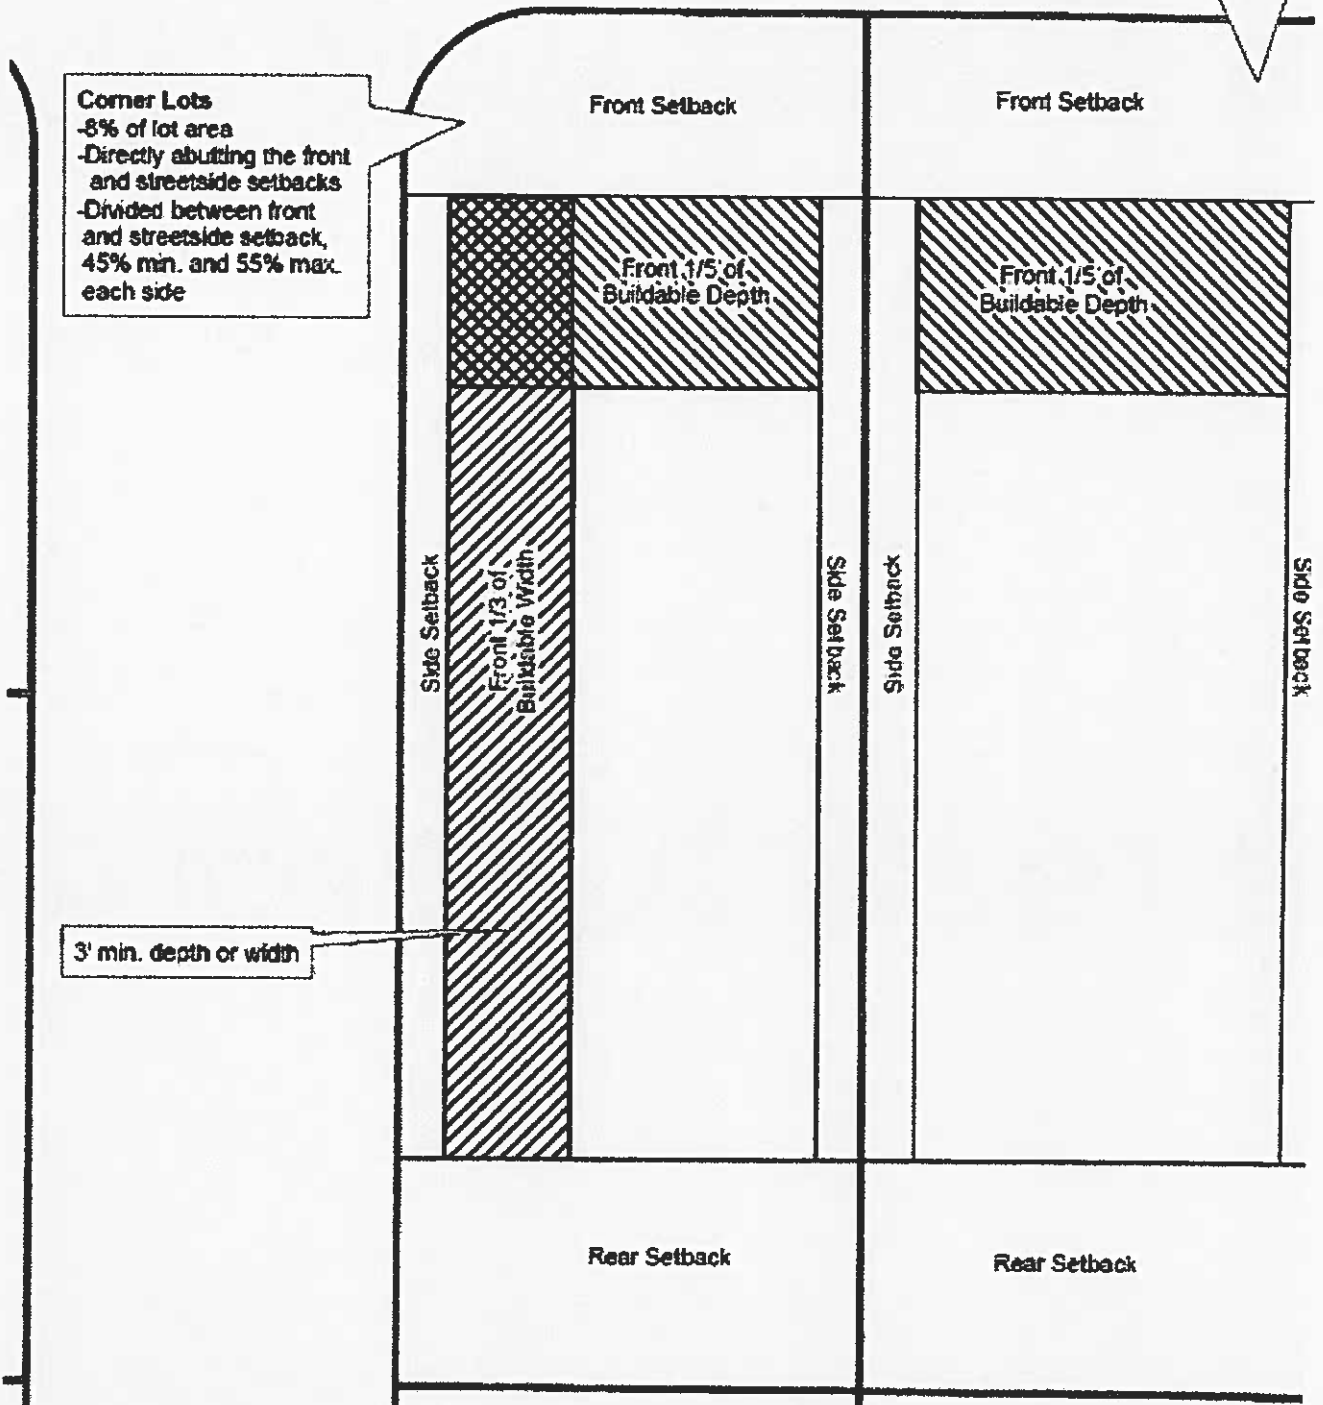 Corner Lots
-8% of lot area
-Directly abutting the front
and streetside setbacks
-Divided between front
and streetside setback,
45% min. and 55% max.
each side
Front Setback
Front Setback
Front 1/5 of
Buildable Depth
Front 1/5 of
Buildable Depth
Side Setback
Front 1/3 of
Buildable Width
Side Setback
Side Setback
Side Setback
3' min. depth or width
Rear Setback
Rear Setback